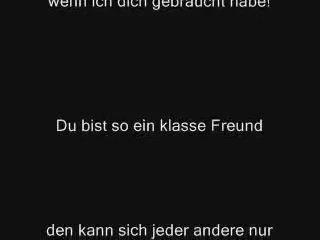 wenn ich dich gebraucht habe!
Du bist so ein klasse Freund
den kann sich jeder andere nur